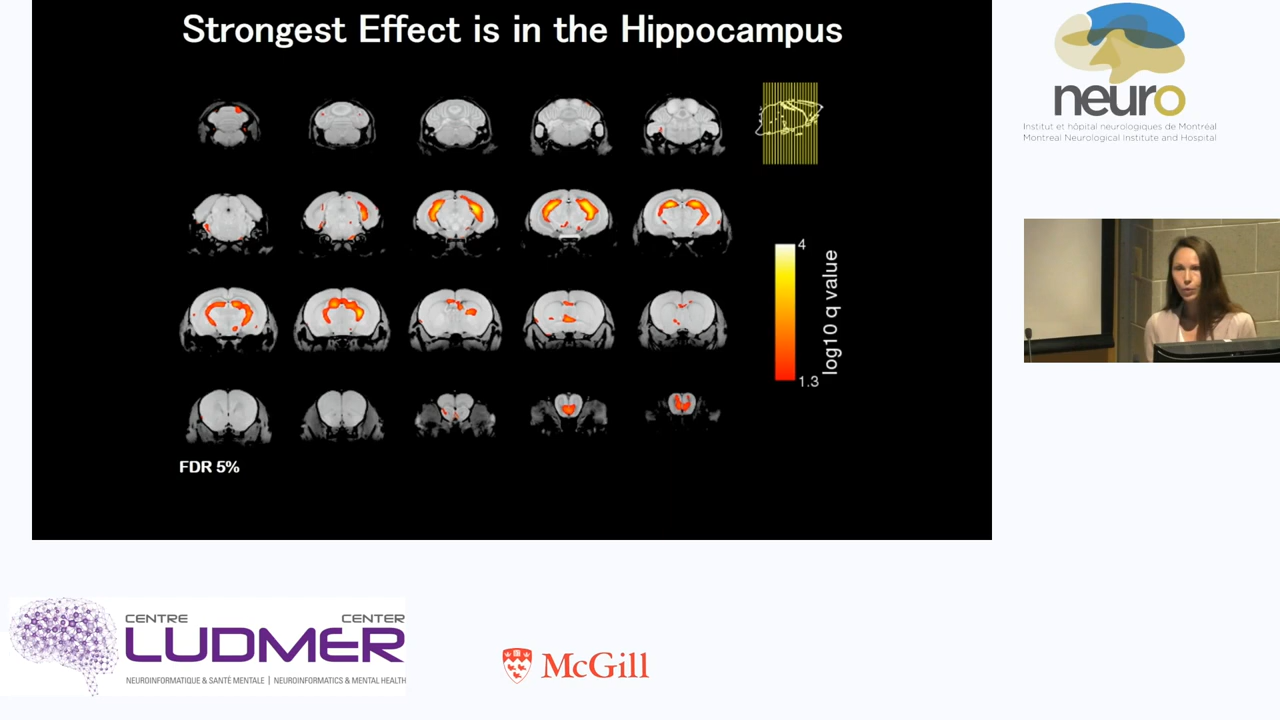 Strongest Effect is in the Hippocampus
4
log10 q value
1.3
FDR 5%
neuro
Institut et hôpital neurologiques de Montréal
Montreal Neurological Institute and Hospital
CENTRE CENTER
LUDMER
NEUROINFORMATIQUE & SANTÉ MENTALE | NEUROINFORMATICS & MENTAL HEALTH
McGill